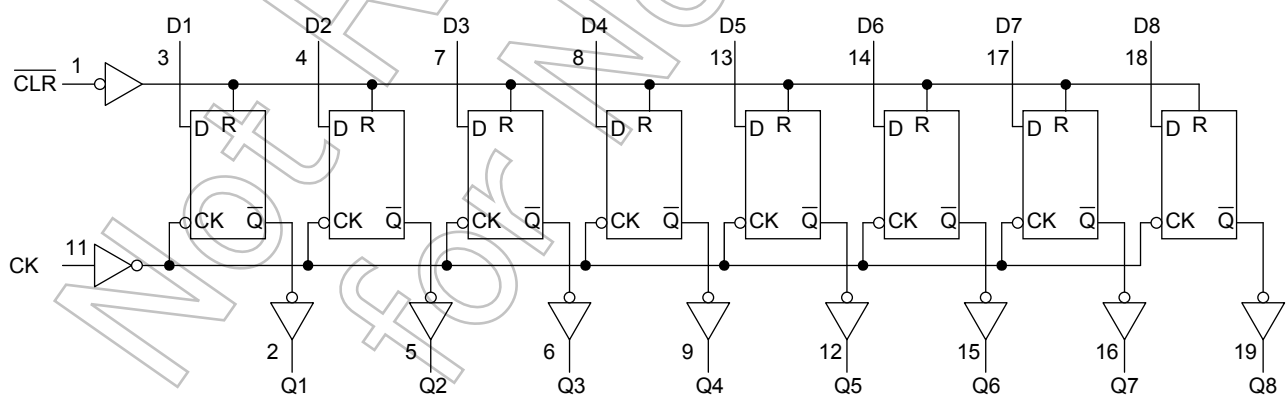 D1 D2 D3 D4 D5 D6 D7 D8
3 4 7 8 13 14 17 18
CLR 1
D R D R D R D R D R D R D R D R
CK Q CK Q CK Q CK Q CK Q CK Q CK Q CK Q
CK 11
2 5 6 9 12 15 16 19
Q1 Q2 Q3 Q4 Q5 Q6 Q7 Q8
Not
for